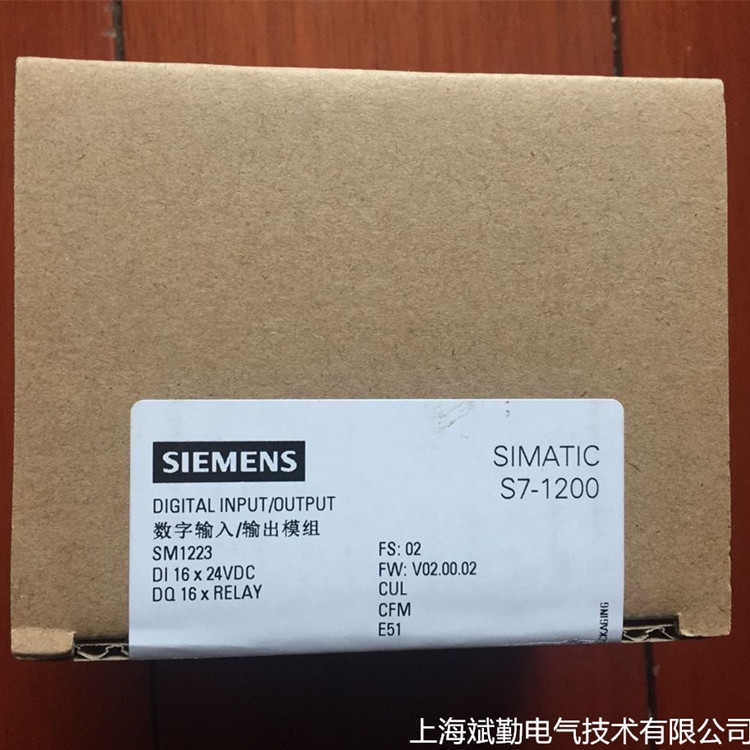 SIEMENS
SIMATIC
S7-1200
DIGITAL INPUT/OUTPUT
数字输入/输出模组
SM1223
DI 16 x 24VDC
DQ 16 x RELAY
FS: 02
FW: V02.00.02
CUL
CFM
E51
上海斌勤电气技术有限公司